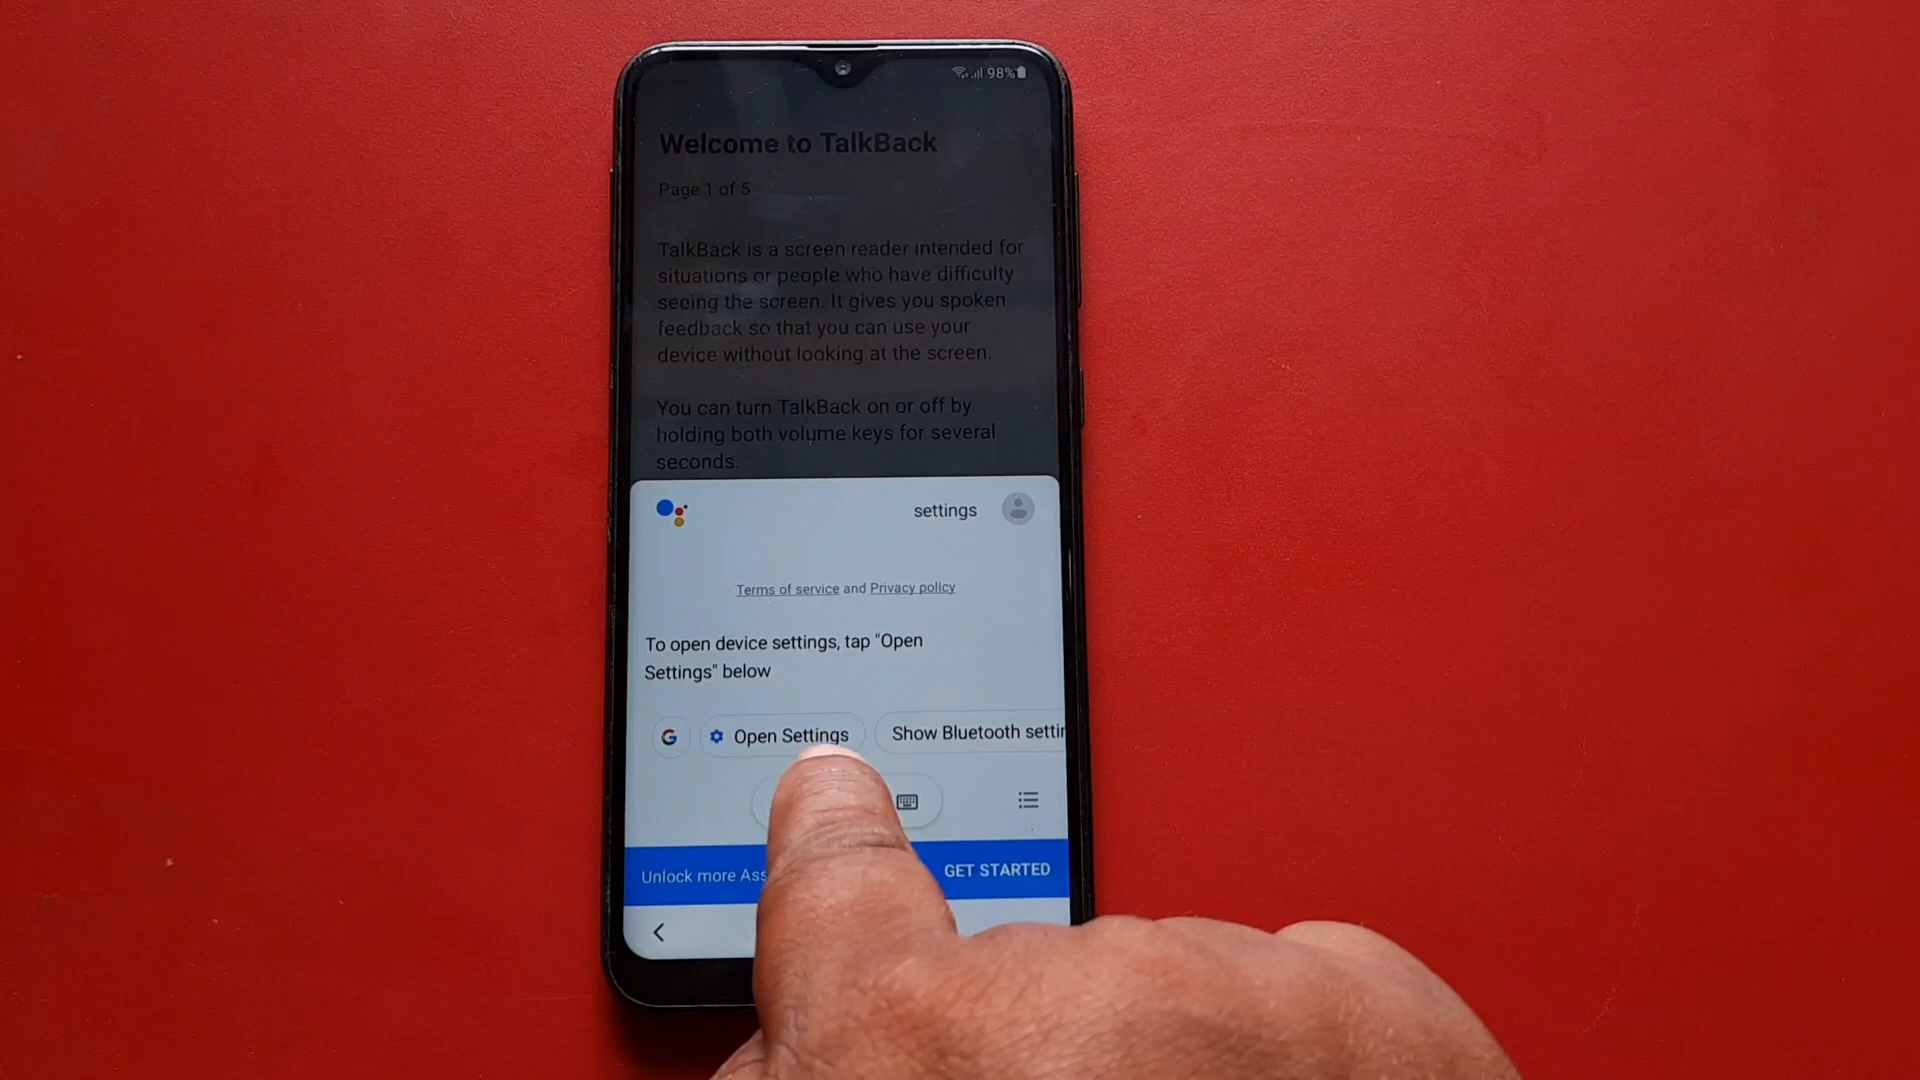 98%
Welcome to TalkBack
Page 1 of 5
TalkBack is a screen reader intended for
situations or people who have difficulty
seeing the screen. It gives you spoken
feedback so that you can use your
device without looking at the screen.
You can turn TalkBack on or off by
holding both volume keys for several
seconds.
settings
Terms of service and Privacy policy
To open device settings, tap "Open
Settings" below
G Open Settings Show Bluetooth settin
Unlock more Ass GET STARTED